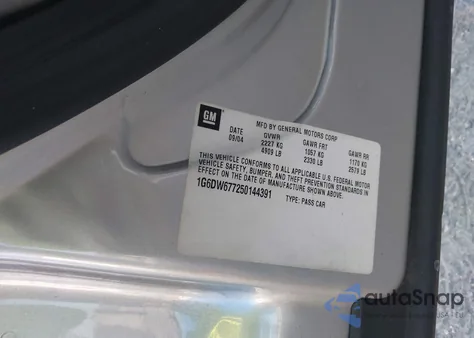 GM
MFD BY GENERAL MOTORS CORP
DATE GVWR GAWR FRT GAWR RR
09/04 2227 KG 1057 KG 1170 KG
4909 LB 2330 LB 2579 LB
THIS VEHICLE CONFORMS TO ALL APPLICABLE U.S. FEDERAL MOTOR
VEHICLE SAFETY, BUMPER, AND THEFT PREVENTION STANDARDS IN
EFFECT ON THE DATE OF MANUFACTURE SHOWN ABOVE.
1G6DW677250144391
TYPE: PASS CAR
autaSnap